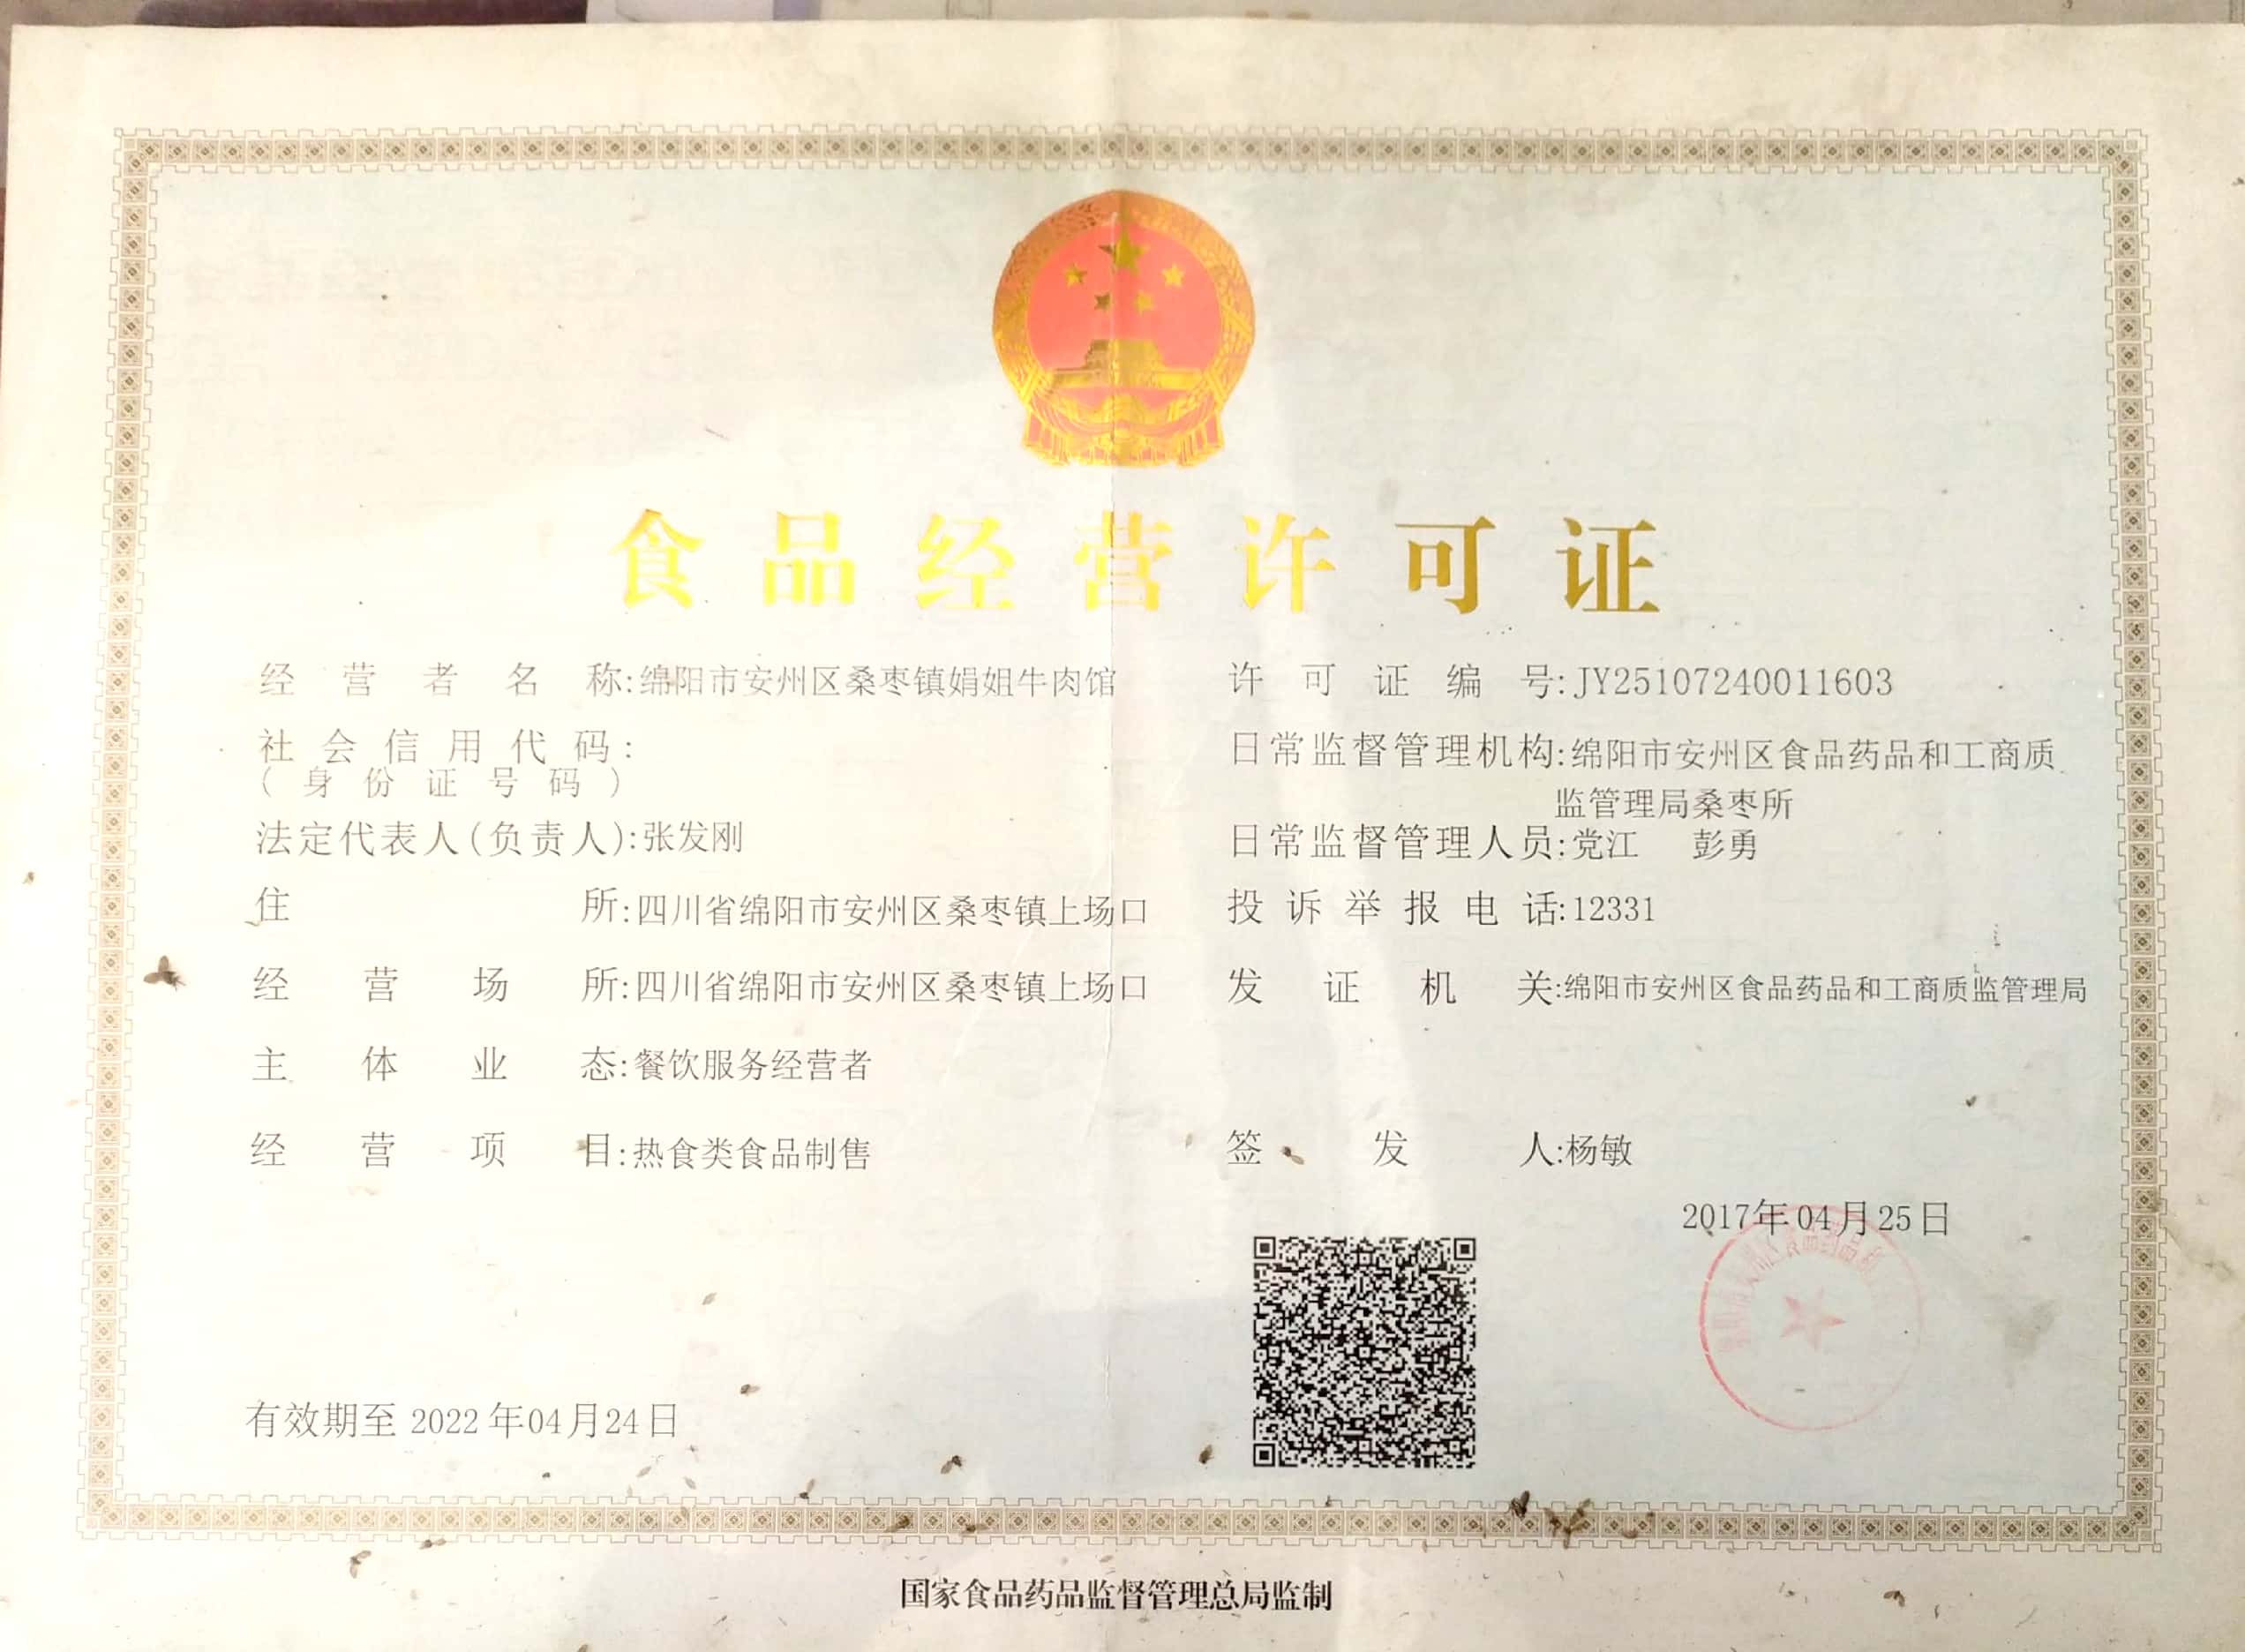 食品经营许可证
经营者名称:绵阳市安州区桑枣镇娟姐牛肉馆
社会信用代码:
(身份证号码)
法定代表人(负责人):张发刚
住所:四川省绵阳市安州区桑枣镇上场口
经营场所:四川省绵阳市安州区桑枣镇上场口
主体业态:餐饮服务经营者
经营项目:热食类食品制售
有效期至 2022年04月24日
许可证编号:JY25107240011603
日常监督管理机构:绵阳市安州区食品药品和工商质
监管理局桑枣所
日常监督管理人员:党江 彭勇
投诉举报电话:12331
发证机关:绵阳市安州区食品药品和工商质监管理局
签发人:杨敏
2017年04月25日
国家食品药品监督管理总局监制